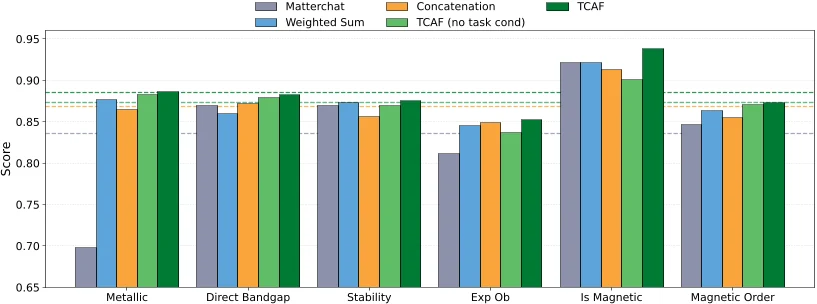 Matterchat Concatenation TCAF
Weighted Sum TCAF (no task cond)
0.95
0.90
0.85
0.80
0.75
0.70
0.65
Score
Metallic Direct Bandgap Stability Exp Ob Is Magnetic Magnetic Order